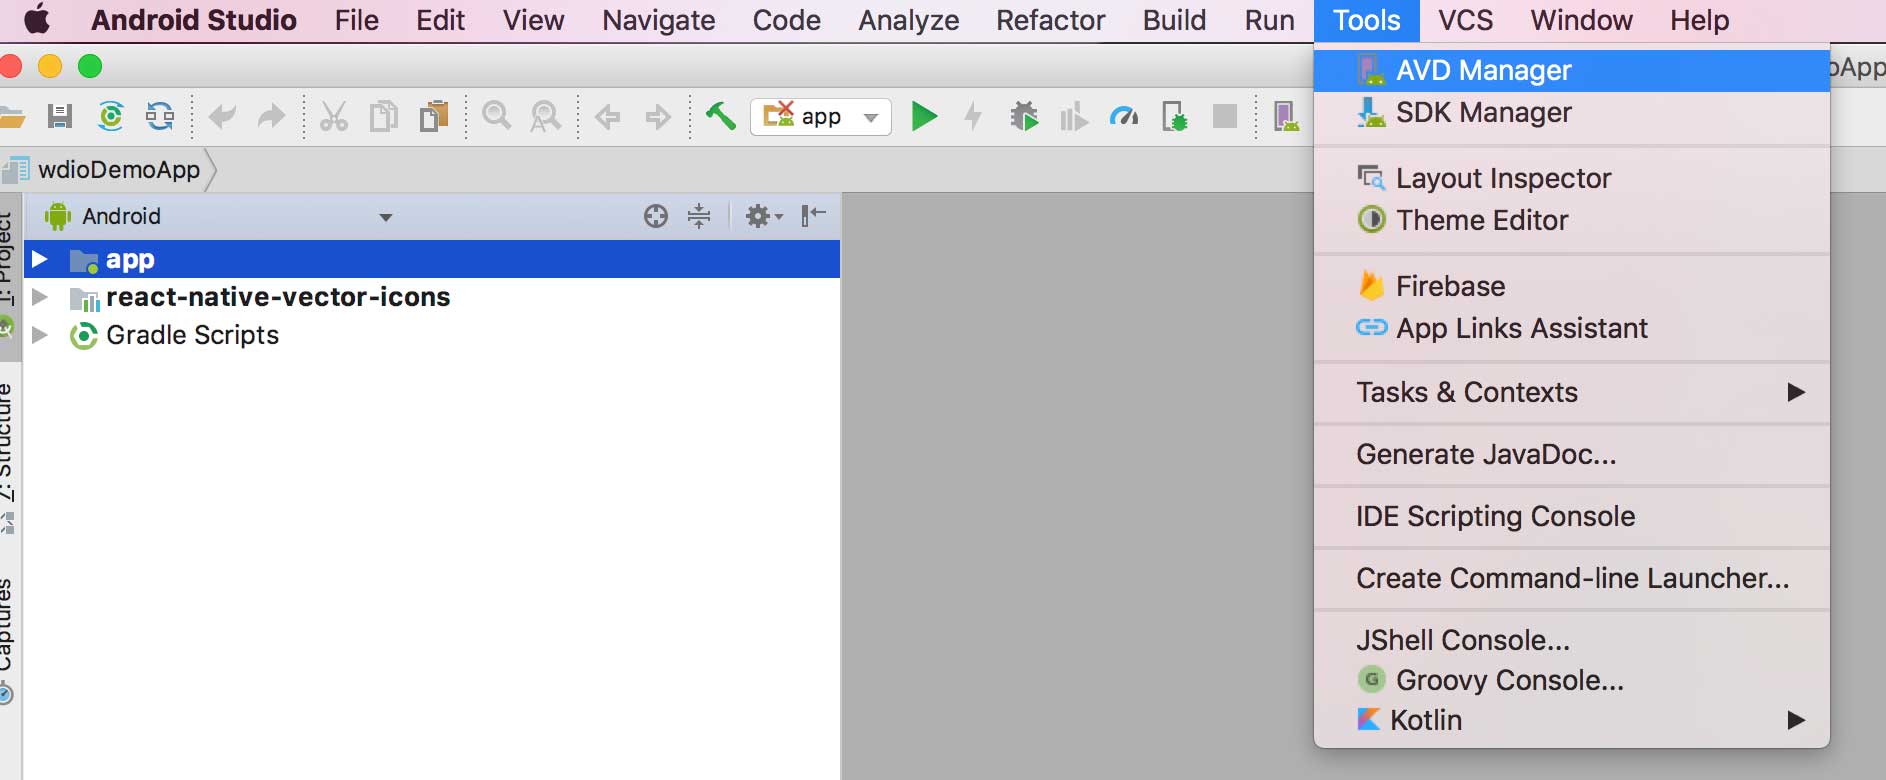 Android Studio File Edit View Navigate Code Analyze Refactor Build Run Tools VCS Window Help
oApp
app
wdioDemoApp
Android
app
react-native-vector-icons
Gradle Scripts
1: Project
7: Structure
Captures
AVD Manager
SDK Manager
Layout Inspector
Theme Editor
Firebase
App Links Assistant
Tasks & Contexts
Generate JavaDoc...
IDE Scripting Console
Create Command-line Launcher...
JShell Console...
G Groovy Console...
Kotlin